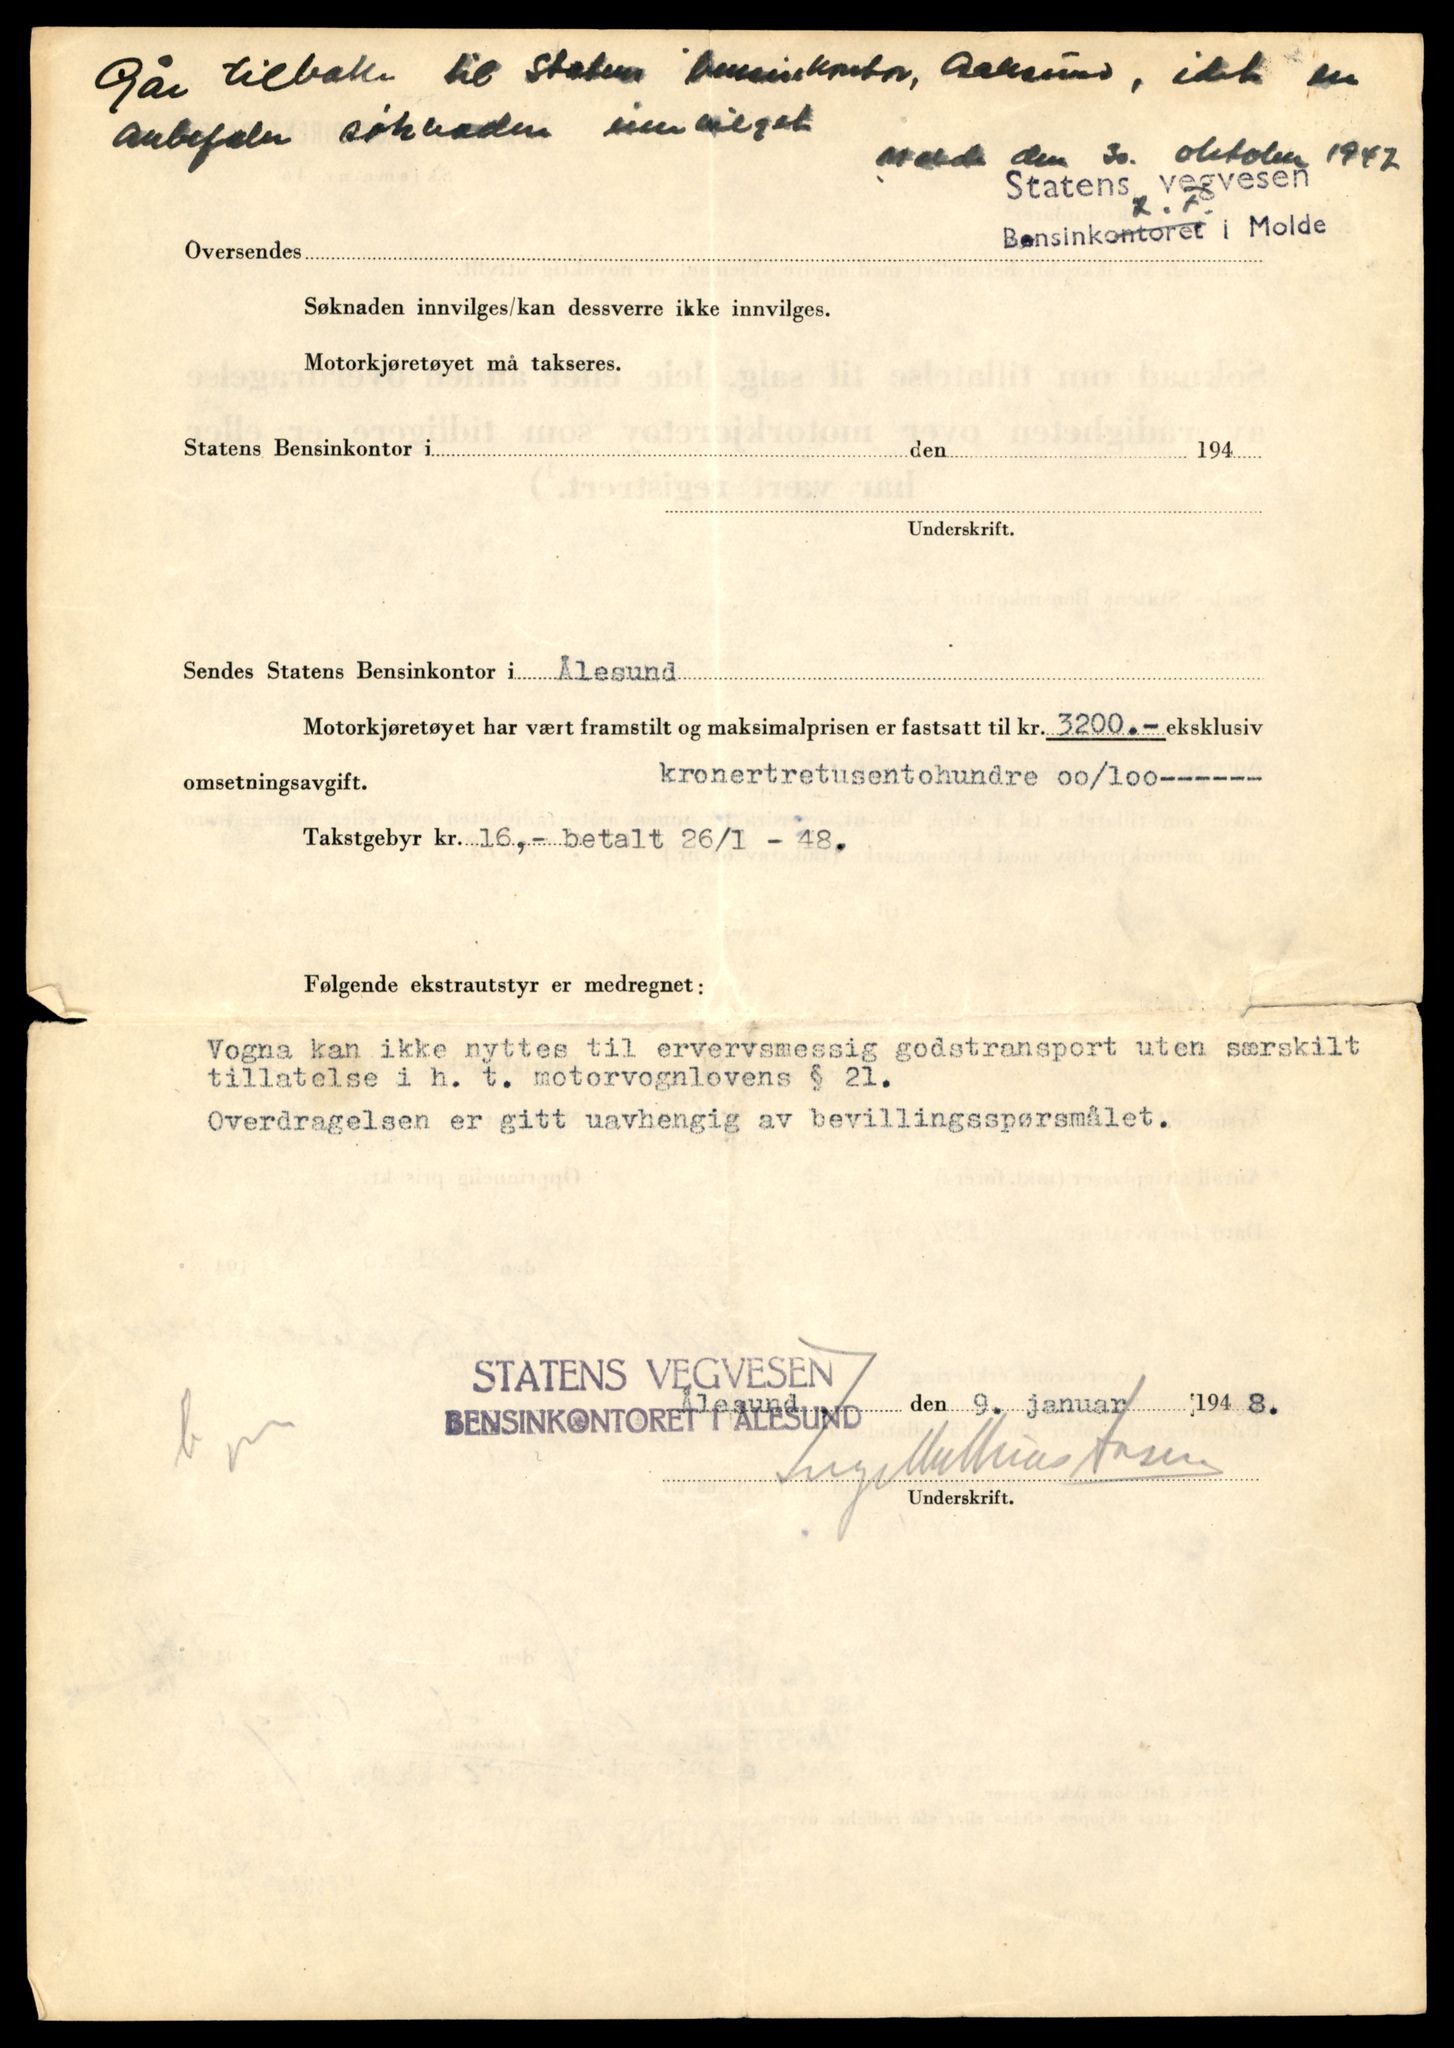 Går tilbake til Statens bensinkontor, Aalesund, idet en
anbefaler søknaden innvilget
Molde den 30. oktober 1947
Statens vegvesen
Bensinkontoret i Molde
Oversendes
Søknaden innvilges/kan dessverre ikke innvilges.
Motorkjøretøyet må takseres.
Statens Bensinkontor i den 194
Underskrift.
Sendes Statens Bensinkontor i Ålesund
Motorkjøretøyet har vært framstilt og maksimalprisen er fastsatt til kr. 3200.- eksklusiv
omsetningsavgift. kronertretusentohundre oo/loo------
Takstgebyr kr. 16,- betalt 26/1 - 48.
Følgende ekstrautstyr er medregnet:
Vogna kan ikke nyttes til ervervsmessig godstransport uten særskilt
tillatelse i h. t. motorvognlovens § 21.
Overdragelsen er gitt uavhengig av bevillingsspørsmålet.
STATENS VEGVESEN
Ålesund den 9. januar 1948.
BENSINKONTORET I ÅLESUND
Underskrift.